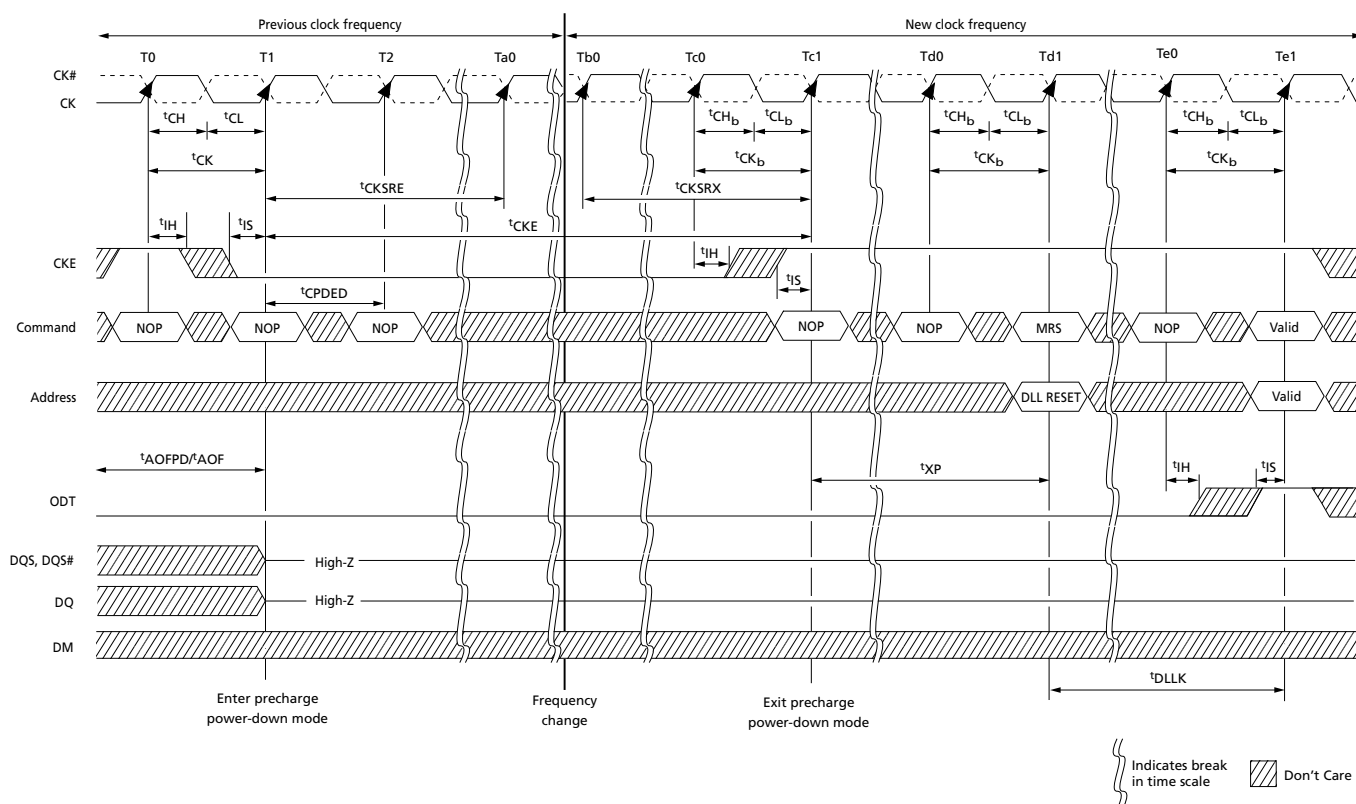 Previous clock frequency New clock frequency
T0 T1 T2 Ta0 Tb0 Tc0 Tc1 Td0 Td1 Te0 Te1
CK#
CK
tCH tCL tCHb tCLb tCHb tCLb tCHb tCLb
tCK tCKb tCKb tCKb
tCKSRE tCKSRX
tIH tIS tCKE
CKE tIH
tIS
tCPDED
Command NOP NOP NOP NOP NOP MRS NOP Valid
Address DLL RESET Valid
tAOFPD/tAOF tXP tIH tIS
ODT
DQS, DQS# High-Z
DQ High-Z
DM
tDLLK
Enter precharge
power-down mode
Frequency
change
Exit precharge
power-down mode
Indicates break
in time scale
Don't Care